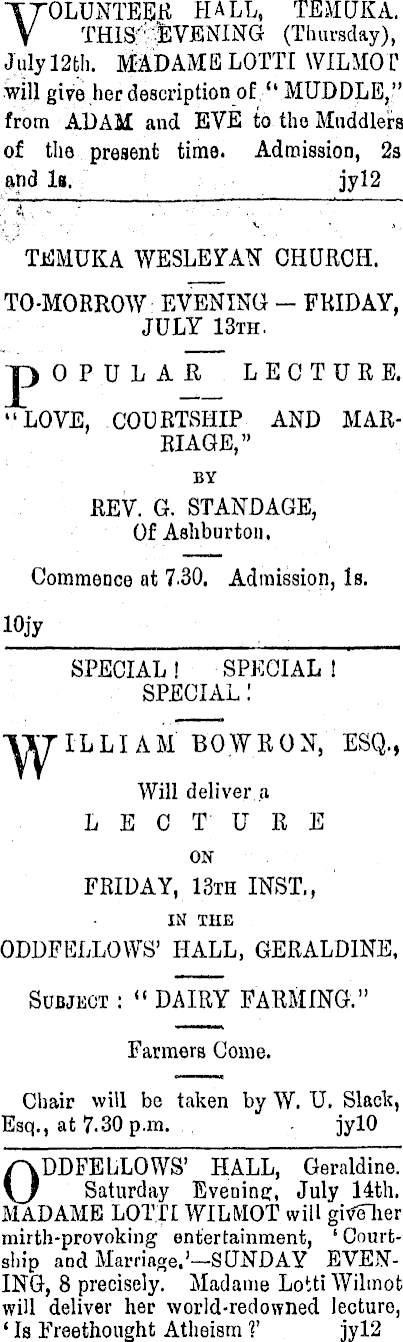 VOLUNTEER HALL, TEMUKA.
THIS EVENING (Thursday),
July 12th. MADAME LOTTI WILMOT
will give her description of "MUDDLE,"
from ADAM and EVE to the Muddlers
of the present time. Admission, 2s
and 1s. jy12
TEMUKA WESLEYAN CHURCH.
TO-MORROW EVENING — FRIDAY,
JULY 13TH.
POPULAR LECTURE.
"LOVE, COURTSHIP AND MAR-
RIAGE,"
BY
REV. G. STANDAGE,
Of Ashburton.
Commence at 7.30. Admission, 1s.
10jy
SPECIAL! SPECIAL!
SPECIAL!
WILLIAM BOWRON, ESQ.,
Will deliver a
LECTURE
ON
FRIDAY, 13TH INST.,
IN THE
ODDFELLOWS' HALL, GERALDINE,
SUBJECT: "DAIRY FARMING."
Farmers Come.
Chair will be taken by W. U. Slack,
Esq., at 7.30 p.m. jy10
ODDFELLOWS' HALL, Geraldine.
Saturday Evening, July 14th.
MADAME LOTTI WILMOT will give her
mirth-provoking entertainment, 'Court-
ship and Marriage.'—SUNDAY EVEN-
ING, 8 precisely. Madame Lotti Wilmot
will deliver her world-redowned lecture,
'Is Freethought Atheism?' jy12